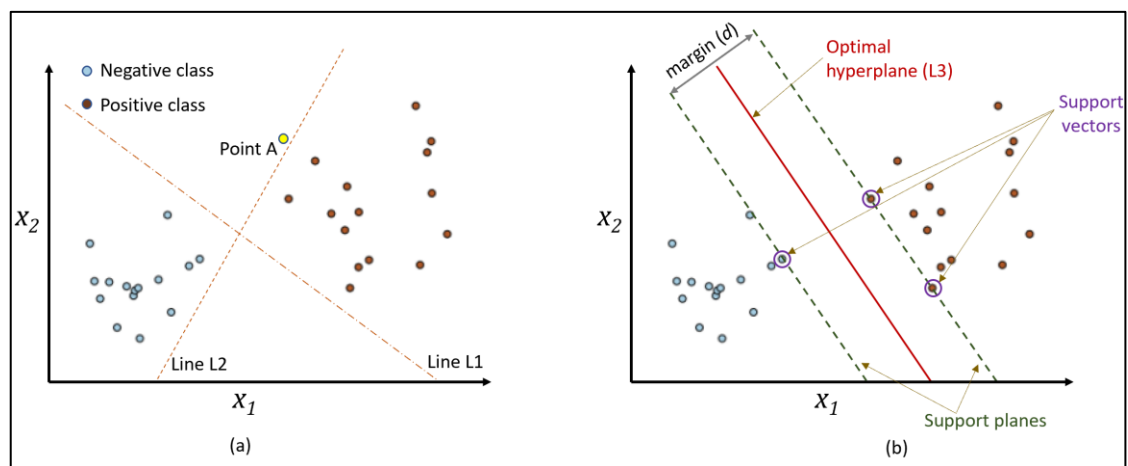 Negative class
Positive class
Point A
x2
Line L2
Line L1
x1
(a)
margin (d)
Optimal
hyperplane (L3)
Support
vectors
x2
x1
Support planes
(b)